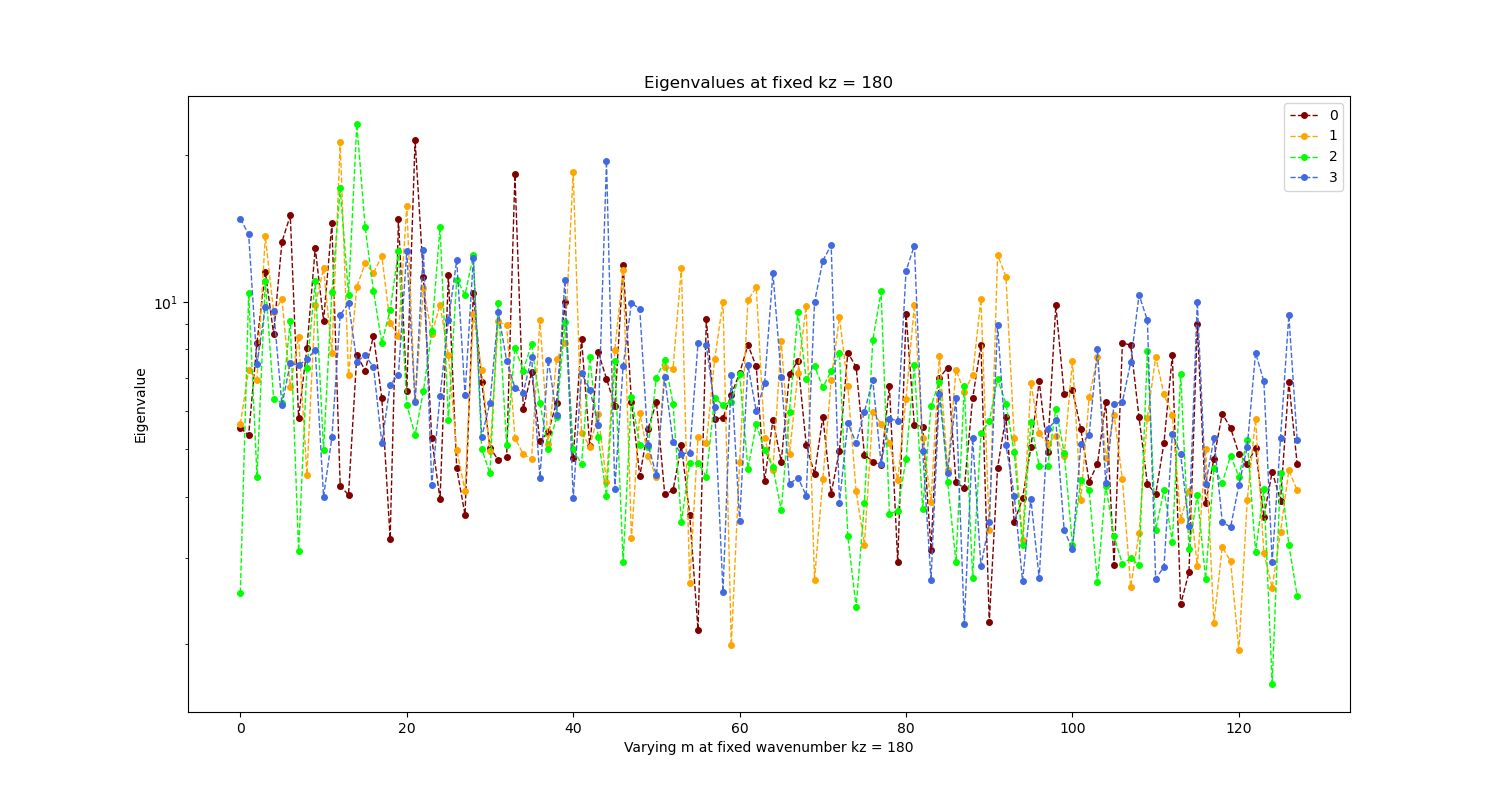 Eigenvalues at fixed kz = 180
0
1
2
3
10¹
Eigenvalue
0 20 40 60 80 100 120
Varying m at fixed wavenumber kz = 180